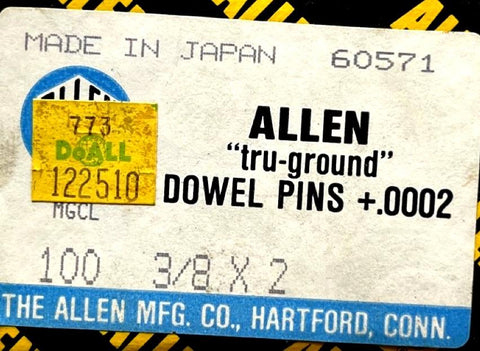 MADE IN JAPAN 60571
ALLEN
773
DoALL
122510
MGCL
ALLEN
"tru-ground"
DOWEL PINS +.0002
100 3/8 X 2
THE ALLEN MFG. CO., HARTFORD, CONN.